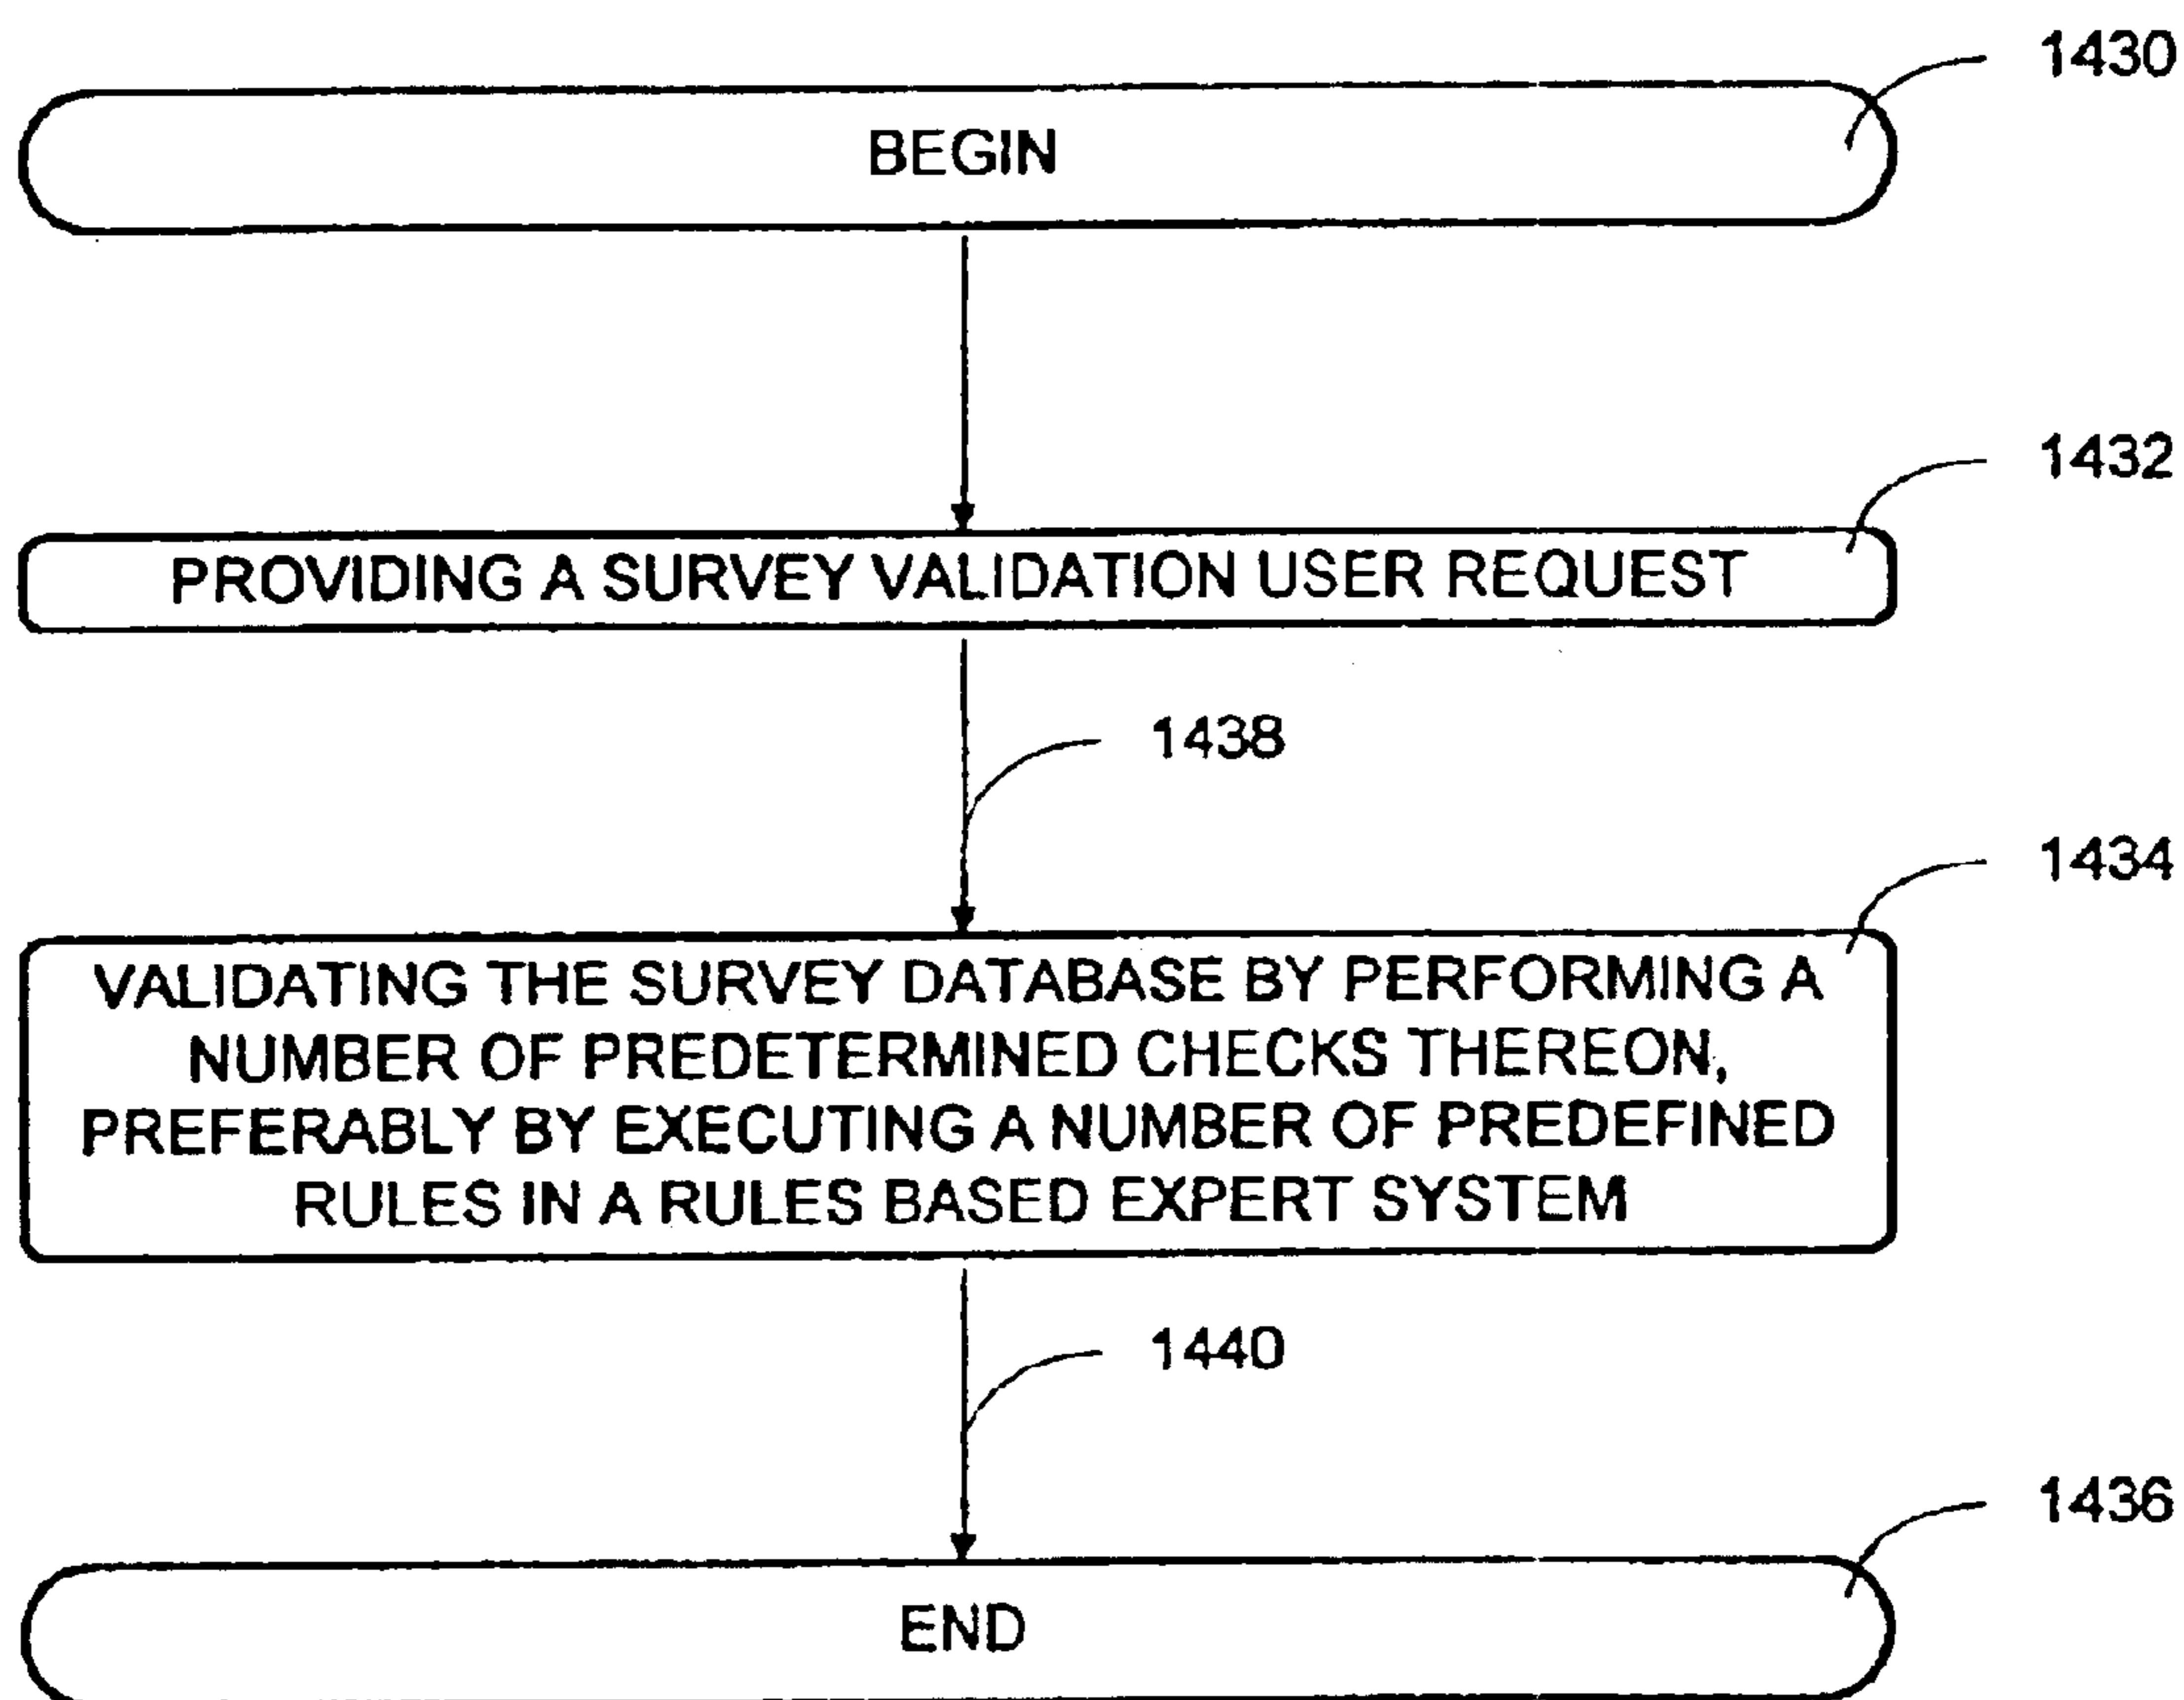 1430
BEGIN
1432
PROVIDING A SURVEY VALIDATION USER REQUEST
1438
1434
VALIDATING THE SURVEY DATABASE BY PERFORMING A
NUMBER OF PREDETERMINED CHECKS THEREON,
PREFERABLY BY EXECUTING A NUMBER OF PREDEFINED
RULES IN A RULES BASED EXPERT SYSTEM
1440
1436
END